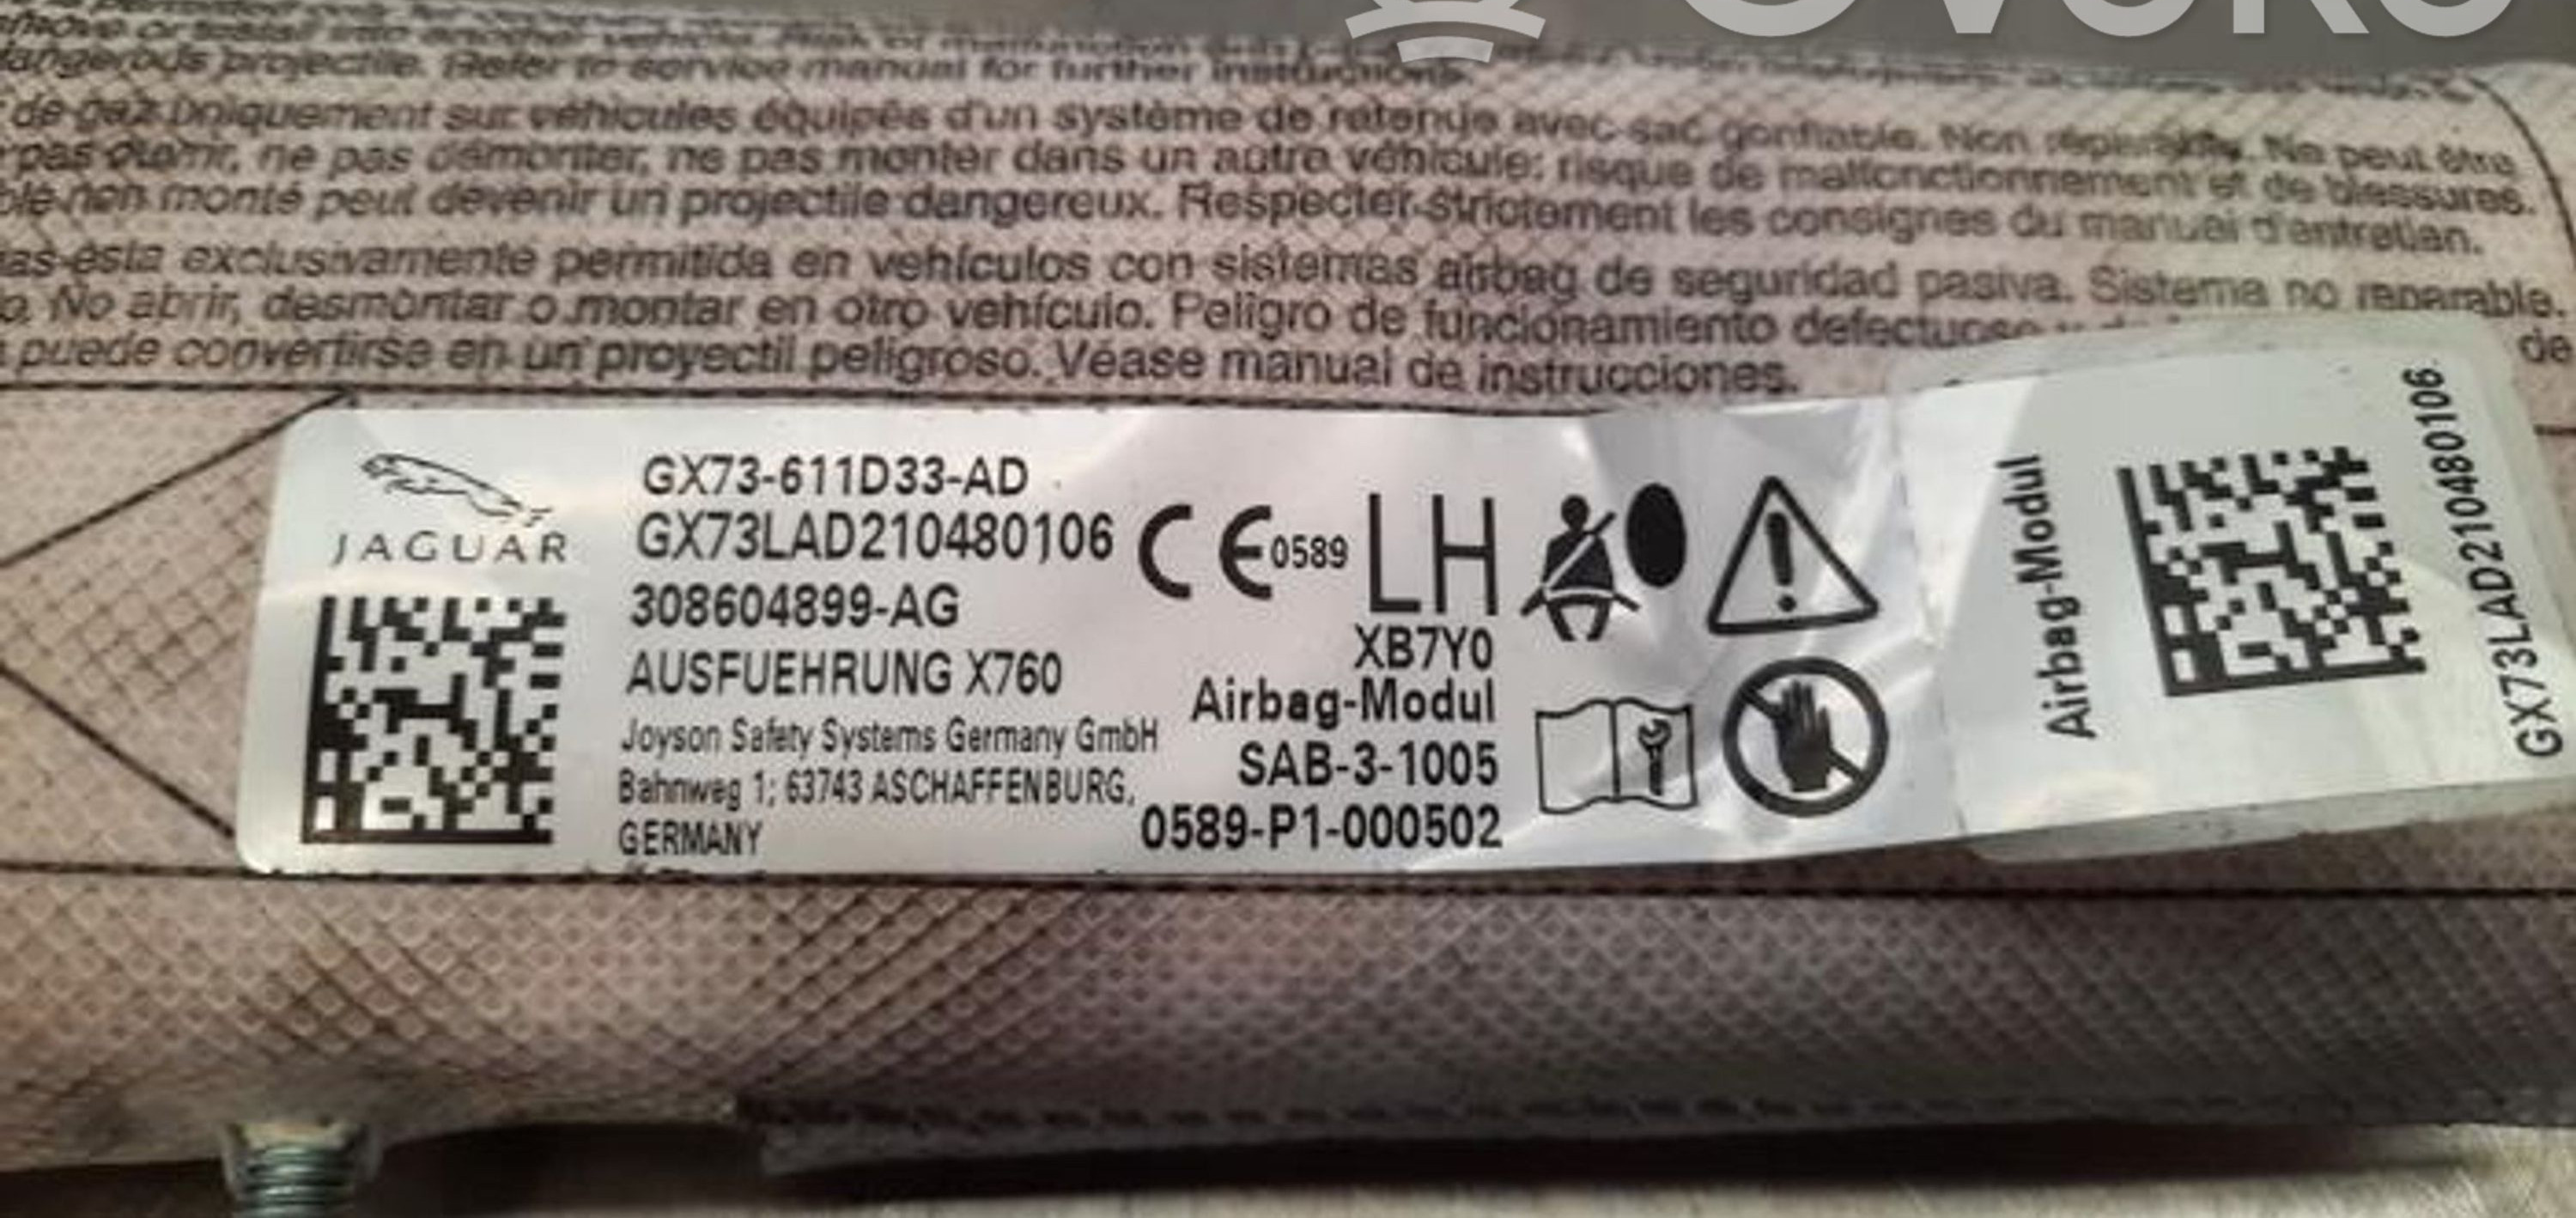 dangerous projectile. Refer to service manual for further instructions.
de gaz uniquement sur véhicules équipés d'un système de retenue avec sac gonflable. Non réparable. Ne peut être
pas ouvrir, ne pas démonter, ne pas monter dans un autre véhicule: risque de malfonctionnement et de blessures.
non monté peut devenir un projectile dangereux. Respecter strictement les consignes du manuel d'entretien.
está exclusivamente permitida en vehículos con sistemas airbag de seguridad pasiva. Sistema no reparable.
No abrir, desmontar o montar en otro vehículo. Peligro de funcionamiento defectuoso y de
puede convertirse en un proyectil peligroso. Véase manual de instrucciones.
JAGUAR
GX73-611D33-AD
GX73LAD210480106
308604899-AG
AUSFUEHRUNG X760
Joyson Safety Systems Germany GmbH
Bahnweg 1; 63743 ASCHAFFENBURG,
GERMANY
CE 0589 LH
XB7Y0
Airbag-Modul
SAB-3-1005
0589-P1-000502
Airbag-Modul
GX73LAD210480106